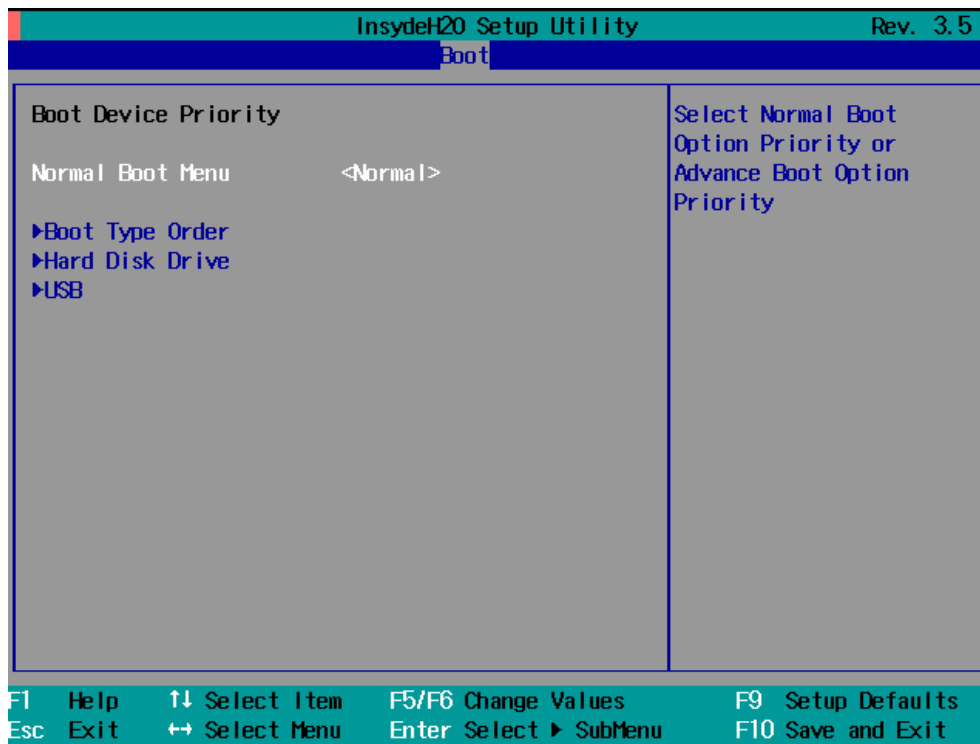 InsydeH2O Setup Utility Rev. 3.5
Boot
Boot Device Priority
Normal Boot Menu <Normal>
▶Boot Type Order
▶Hard Disk Drive
▶USB
Select Normal Boot
Option Priority or
Advance Boot Option
Priority
F1 Help ↑↓ Select Item F5/F6 Change Values F9 Setup Defaults
Esc Exit ↔ Select Menu Enter Select ▶ SubMenu F10 Save and Exit